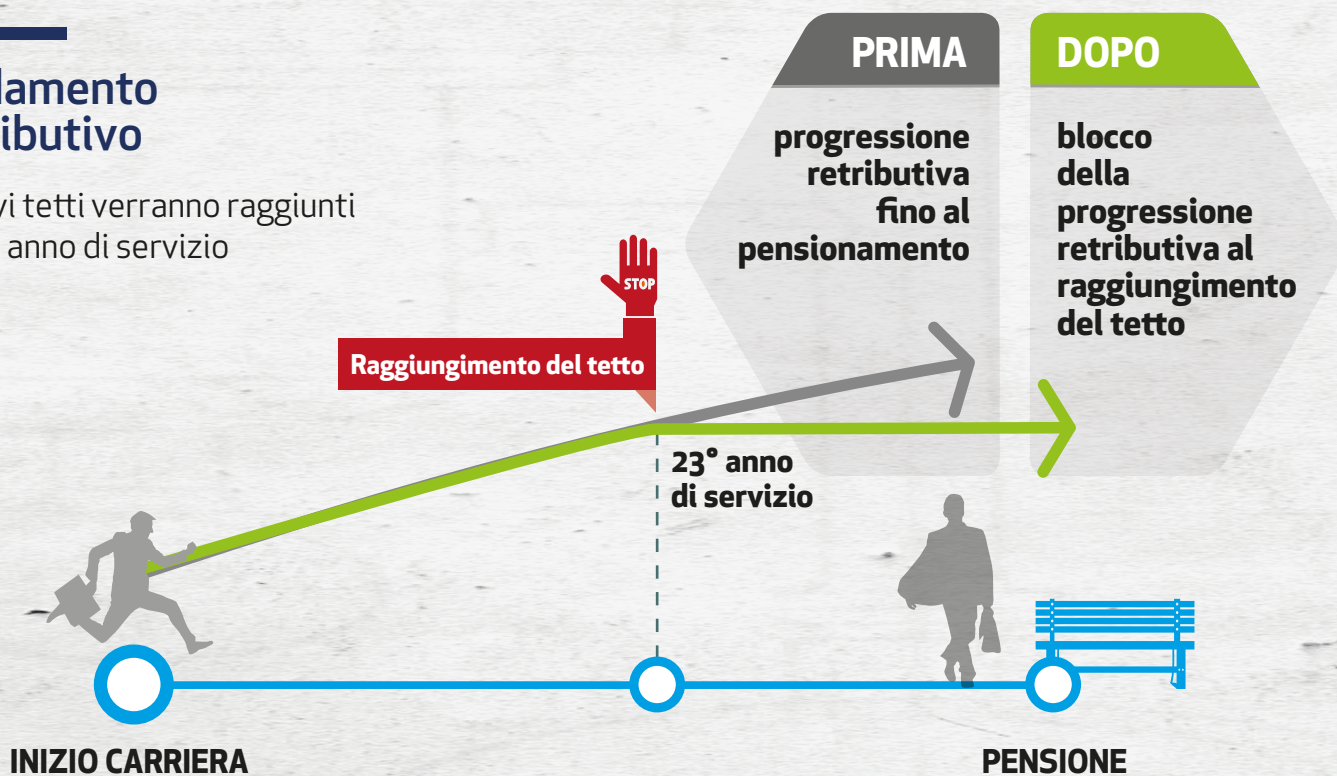 damento
ibutivo
vi tetti verranno raggiunti
anno di servizio
PRIMA
progressione
retributiva
fino al
pensionamento
DOPO
blocco
della
progressione
retributiva al
raggiungimento
del tetto
STOP
Raggiungimento del tetto
23° anno
di servizio
INIZIO CARRIERA
PENSIONE